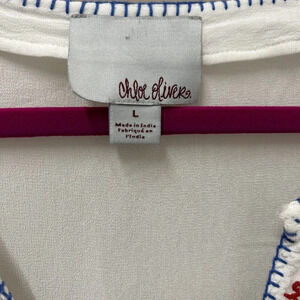 Chloe Oliver
L
Made in India
Fabriqué en
l'Inde